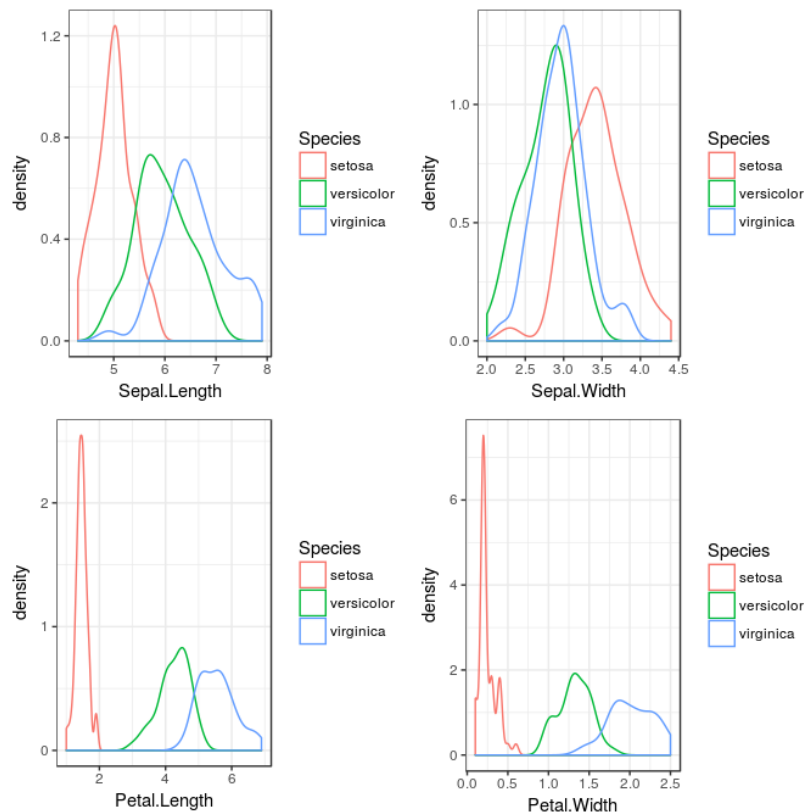 density
1.2
0.8
0.4
0.0
5 6 7 8
Sepal.Length
Species
setosa
versicolor
virginica
density
1.0
0.5
0.0
2.0 2.5 3.0 3.5 4.0 4.5
Sepal.Width
Species
setosa
versicolor
virginica
density
2
1
0
2 4 6
Petal.Length
Species
setosa
versicolor
virginica
density
6
4
2
0
0.0 0.5 1.0 1.5 2.0 2.5
Petal.Width
Species
setosa
versicolor
virginica